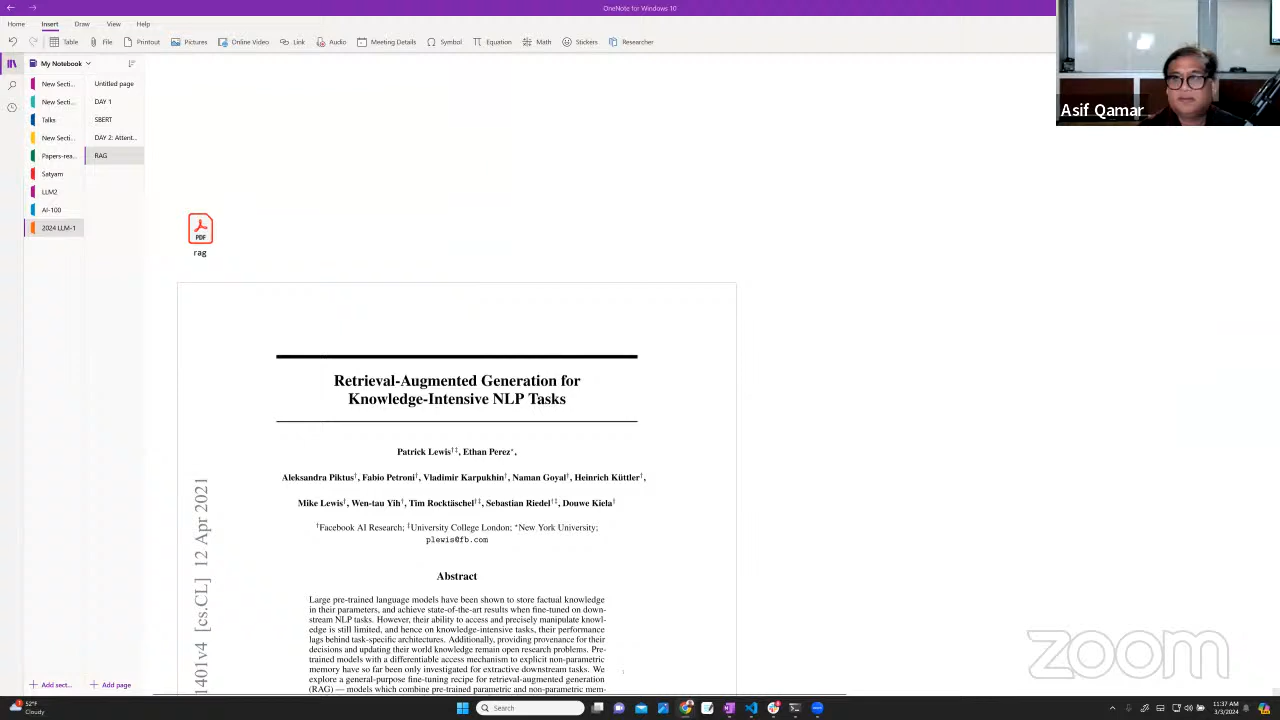 OneNote for Windows 10
Home Insert Draw View Help
Table File Printout Pictures Online Video Link Audio Meeting Details Symbol Equation Math Stickers Researcher
My Notebook
New Secti...
New Secti...
Talks
New Secti...
Papers-rea...
Satyam
LLM2
AI-100
2024 LLM-1
Untitled page
DAY 1
SBERT
DAY 2: Attent...
RAG
Asif Qamar
PDF
rag
Retrieval-Augmented Generation for
Knowledge-Intensive NLP Tasks
Patrick Lewis†‡, Ethan Perez⋆,
Aleksandra Piktus†, Fabio Petroni†, Vladimir Karpukhin†, Naman Goyal†, Heinrich Küttler†,
Mike Lewis†, Wen-tau Yih†, Tim Rocktäschel†‡, Sebastian Riedel†‡, Douwe Kiela†
†Facebook AI Research; ‡University College London; ⋆New York University;
plewis@fb.com
Abstract
Large pre-trained language models have been shown to store factual knowledge
in their parameters, and achieve state-of-the-art results when fine-tuned on down-
stream NLP tasks. However, their ability to access and precisely manipulate knowl-
edge is still limited, and hence on knowledge-intensive tasks, their performance
lags behind task-specific architectures. Additionally, providing provenance for their
decisions and updating their world knowledge remain open research problems. Pre-
trained models with a differentiable access mechanism to explicit non-parametric
memory have so far been only investigated for extractive downstream tasks. We
explore a general-purpose fine-tuning recipe for retrieval-augmented generation
(RAG) — models which combine pre-trained parametric and non-parametric mem-
1401v4 [cs.CL] 12 Apr 2021
zoom
Add sect...
Add page
52°F
Cloudy
Search
11:37 AM
3/3/2024